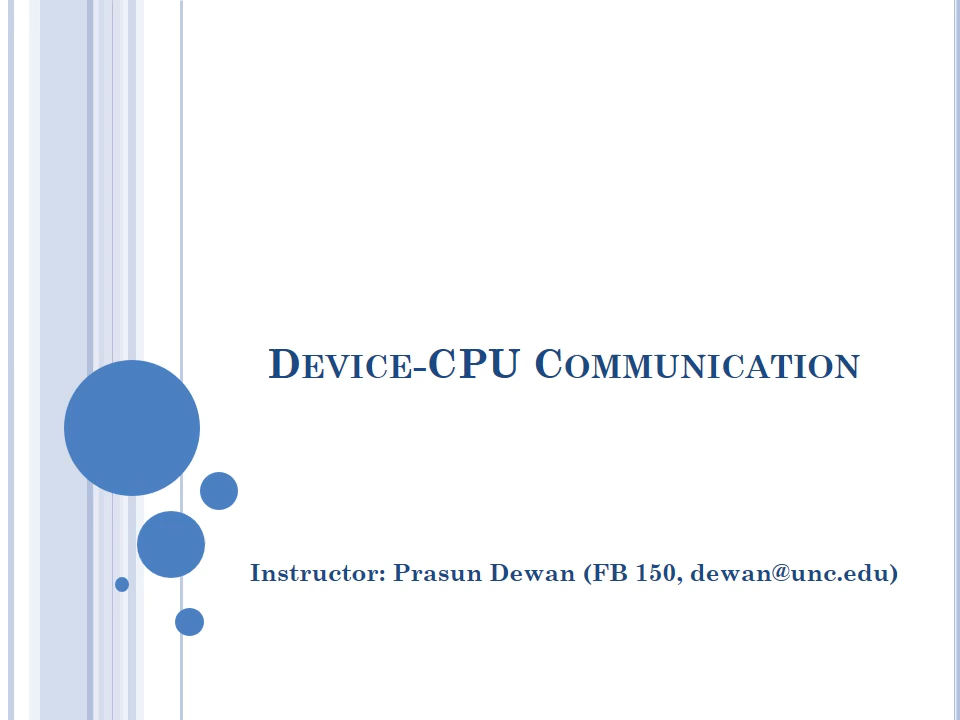 Device-CPU Communication
Instructor: Prasun Dewan (FB 150, dewan@unc.edu)